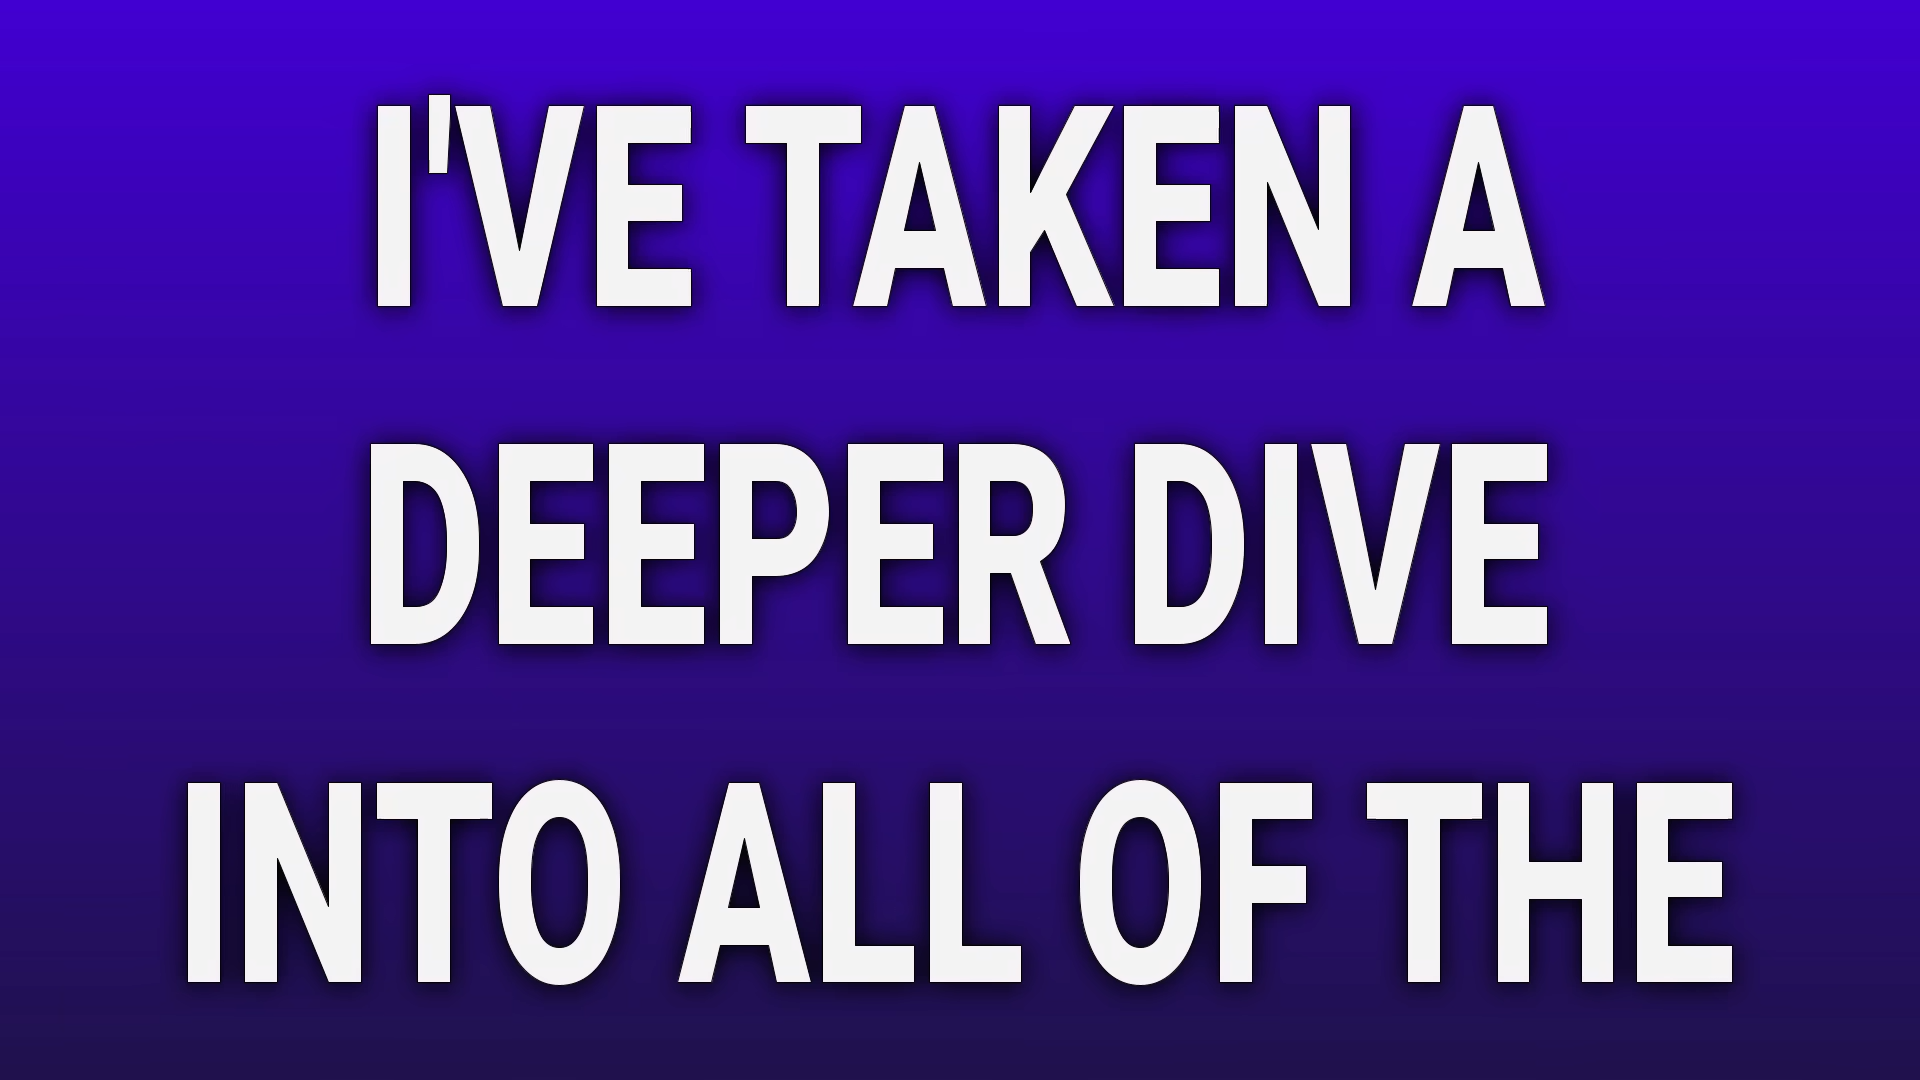 I'VE TAKEN A
DEEPER DIVE
INTO ALL OF THE